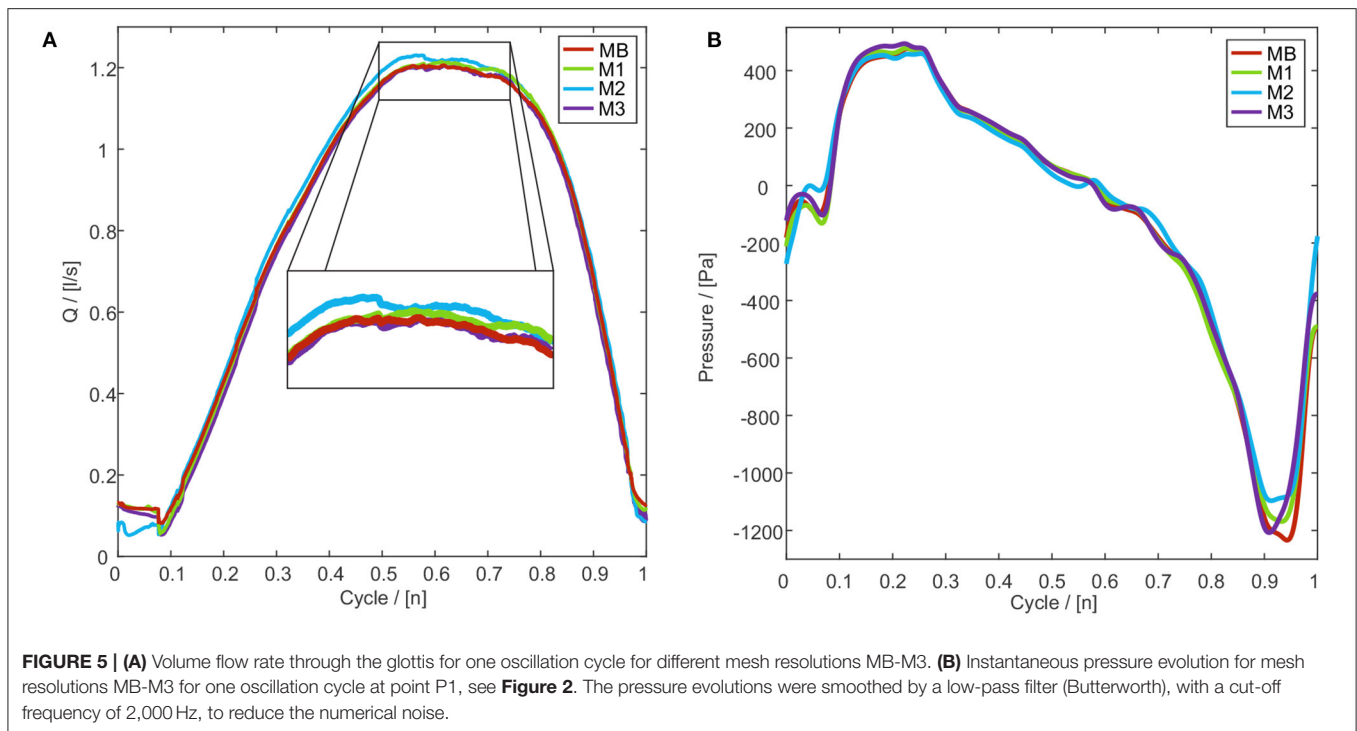 A
1.2
1
0.8
0.6
0.4
0.2
0
Q / [l/s]
0 0.1 0.2 0.3 0.4 0.5 0.6 0.7 0.8 0.9 1
Cycle / [n]
MB
M1
M2
M3
B
400
200
0
-200
-400
-600
-800
-1000
-1200
Pressure / [Pa]
0 0.1 0.2 0.3 0.4 0.5 0.6 0.7 0.8 0.9 1
Cycle / [n]
MB
M1
M2
M3
FIGURE 5 | (A) Volume flow rate through the glottis for one oscillation cycle for different mesh resolutions MB-M3. (B) Instantaneous pressure evolution for mesh
resolutions MB-M3 for one oscillation cycle at point P1, see Figure 2. The pressure evolutions were smoothed by a low-pass filter (Butterworth), with a cut-off
frequency of 2,000 Hz, to reduce the numerical noise.